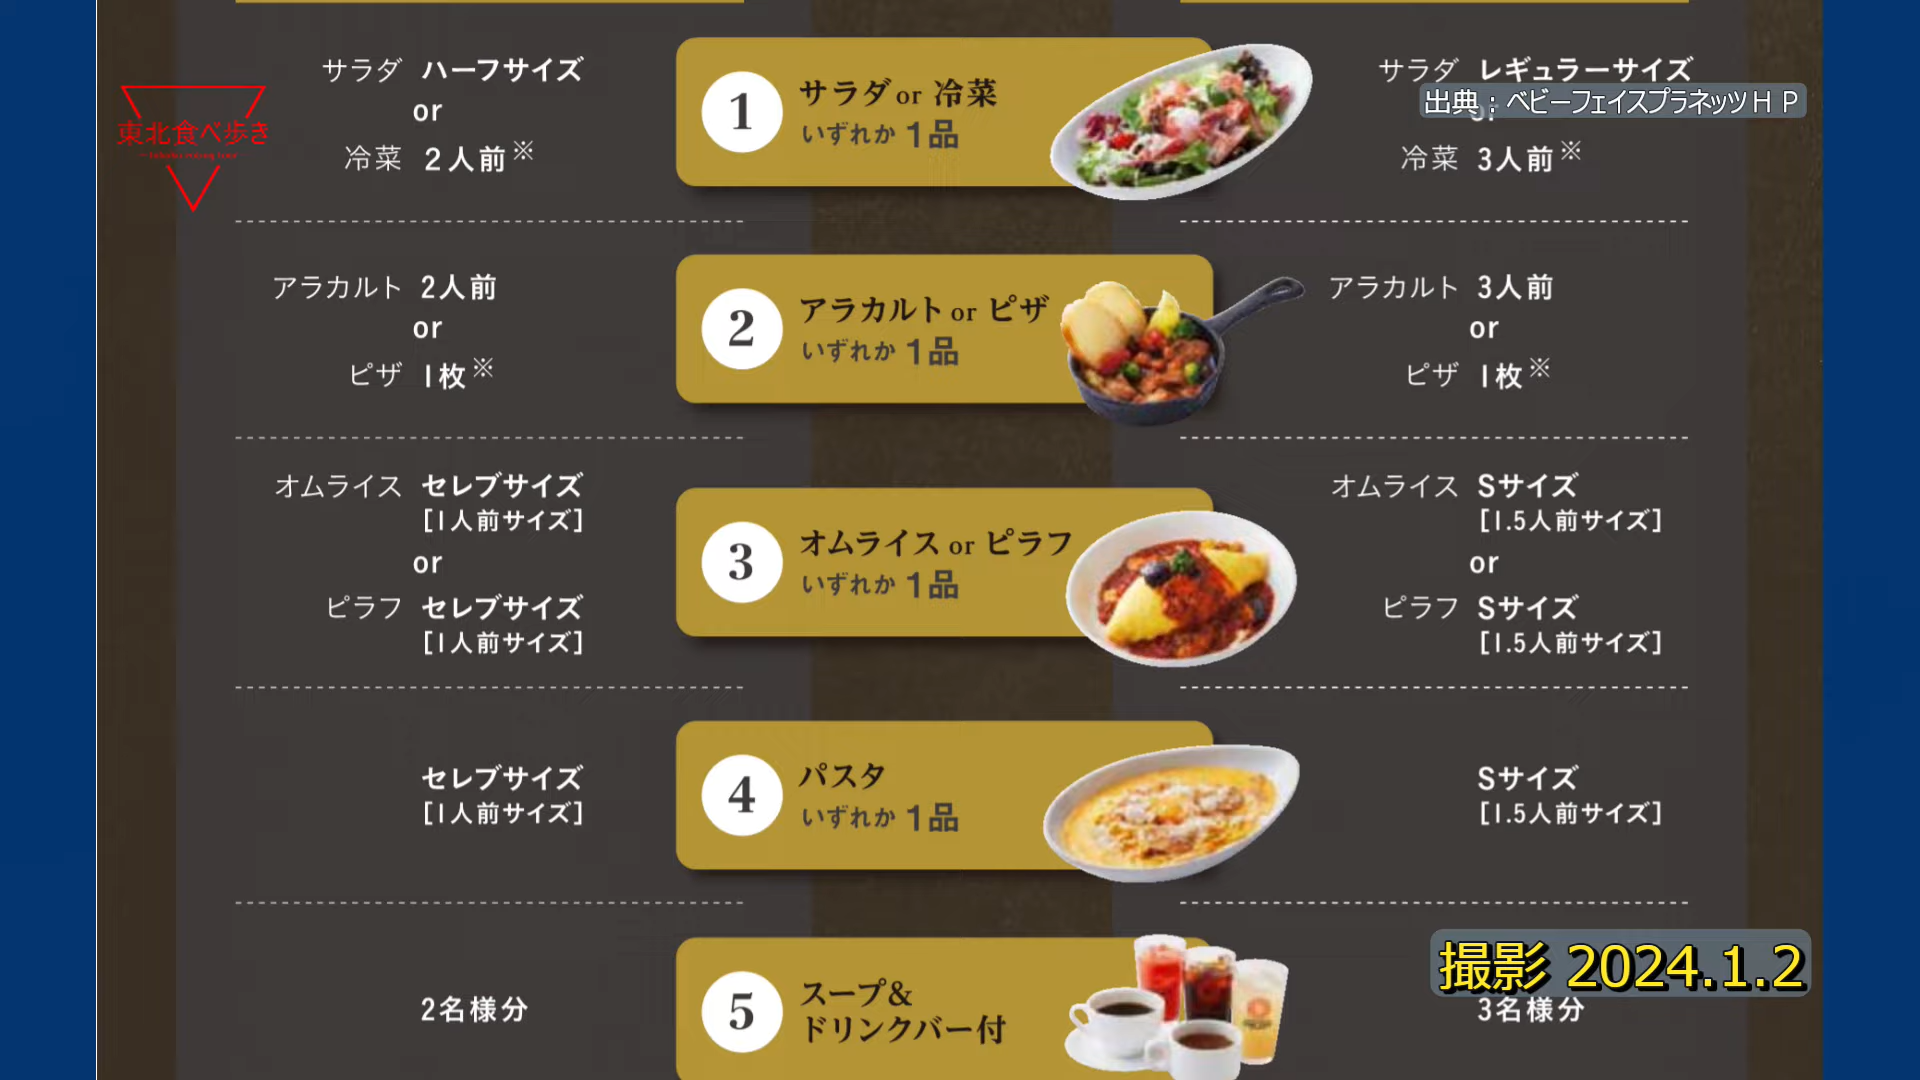 東北食べ歩き
出典：ベビーフェイスプラネッツＨＰ
サラダ ハーフサイズ
or
冷菜 2人前※
1
サラダ or 冷菜
いずれか 1品
サラダ レギュラーサイズ
or
冷菜 3人前※
アラカルト 2人前
or
ピザ 1枚※
2
アラカルト or ピザ
いずれか 1品
アラカルト 3人前
or
ピザ 1枚※
オムライス セレブサイズ
[1人前サイズ]
or
ピラフ セレブサイズ
[1人前サイズ]
3
オムライス or ピラフ
いずれか 1品
オムライス Sサイズ
[1.5人前サイズ]
or
ピラフ Sサイズ
[1.5人前サイズ]
セレブサイズ
[1人前サイズ]
4
パスタ
いずれか 1品
Sサイズ
[1.5人前サイズ]
2名様分
5
スープ&
ドリンクバー付
撮影 2024.1.2
3名様分